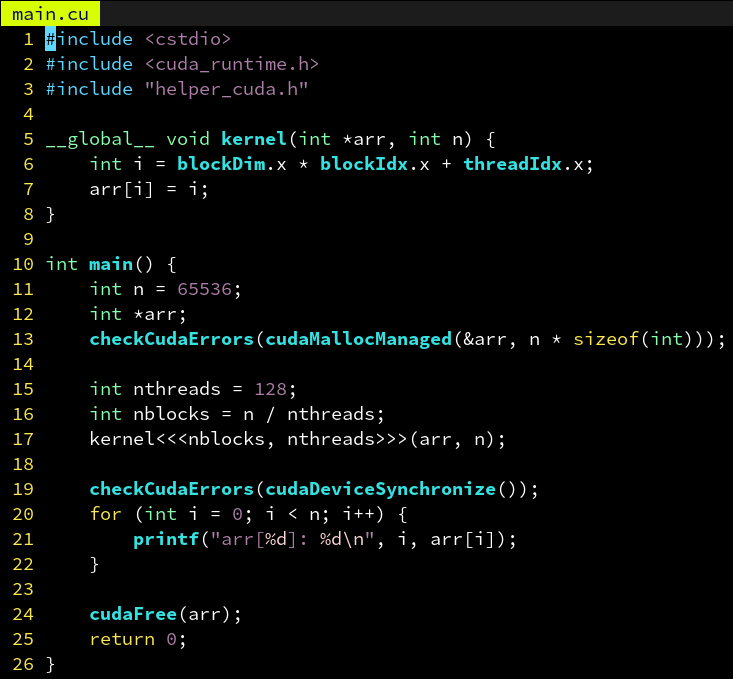 main.cu
1 #include <cstdio>
2 #include <cuda_runtime.h>
3 #include "helper_cuda.h"
4
5 __global__ void kernel(int *arr, int n) {
6     int i = blockDim.x * blockIdx.x + threadIdx.x;
7     arr[i] = i;
8 }
9
10 int main() {
11     int n = 65536;
12     int *arr;
13     checkCudaErrors(cudaMallocManaged(&arr, n * sizeof(int)));
14
15     int nthreads = 128;
16     int nblocks = n / nthreads;
17     kernel<<<nblocks, nthreads>>>(arr, n);
18
19     checkCudaErrors(cudaDeviceSynchronize());
20     for (int i = 0; i < n; i++) {
21         printf("arr[%d]: %d\n", i, arr[i]);
22     }
23
24     cudaFree(arr);
25     return 0;
26 }